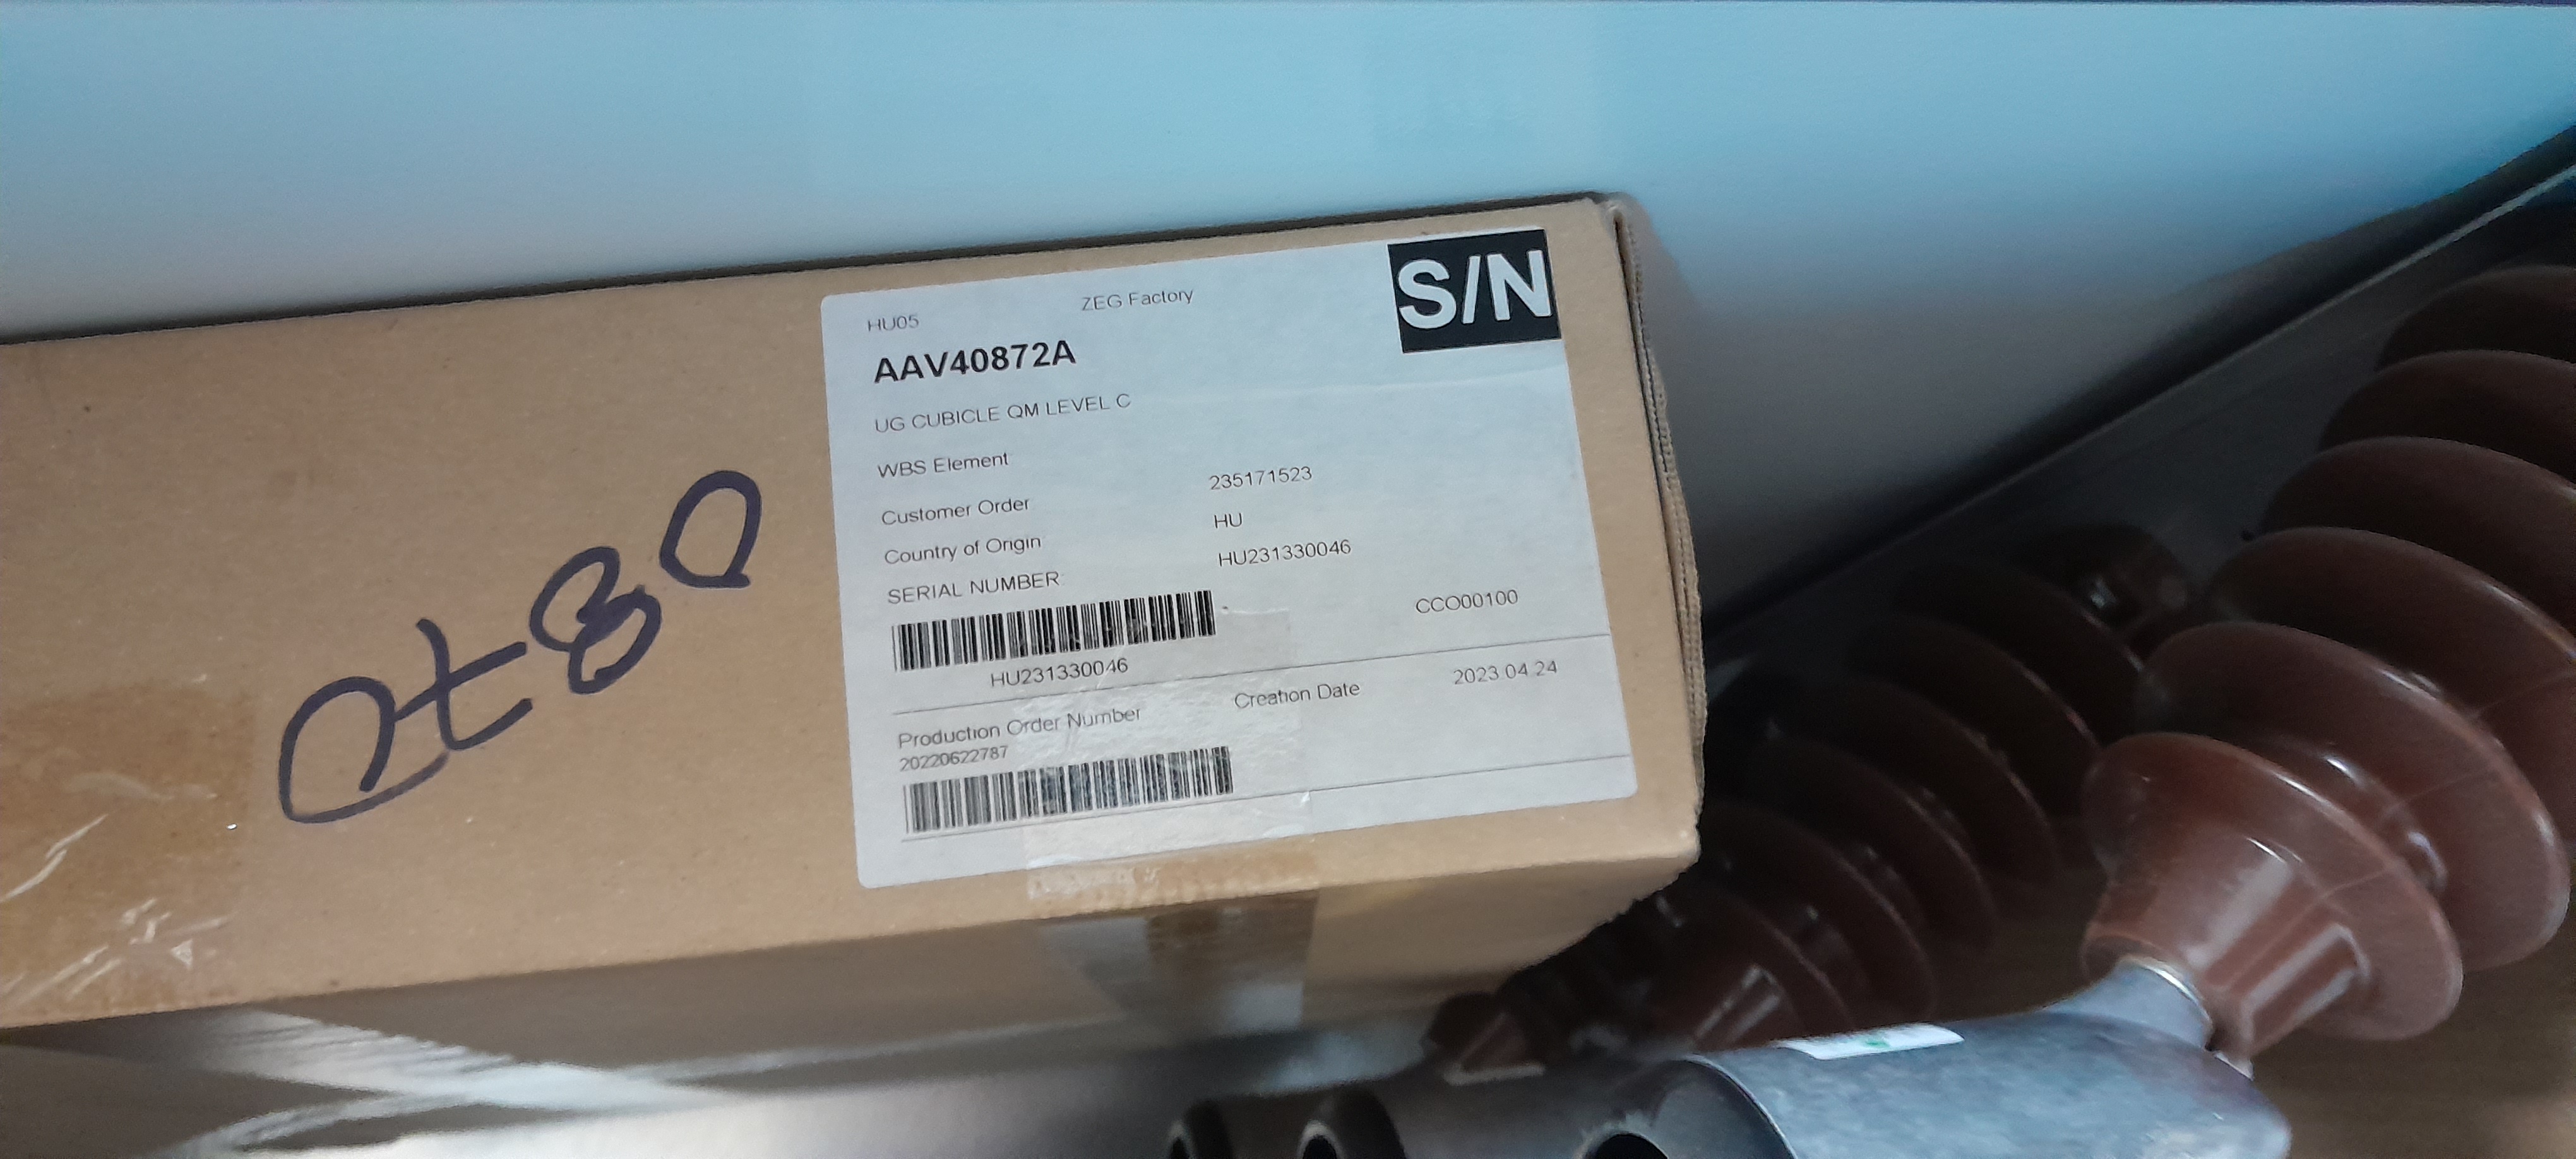 HU05 ZEG Factory
S/N
AAV40872A
UG CUBICLE QM LEVEL C
WBS Element
Customer Order 235171523
Country of Origin HU
SERIAL NUMBER HU231330046
CCO00100
HU231330046
Production Order Number Creation Date 2023.04.24
20220622787